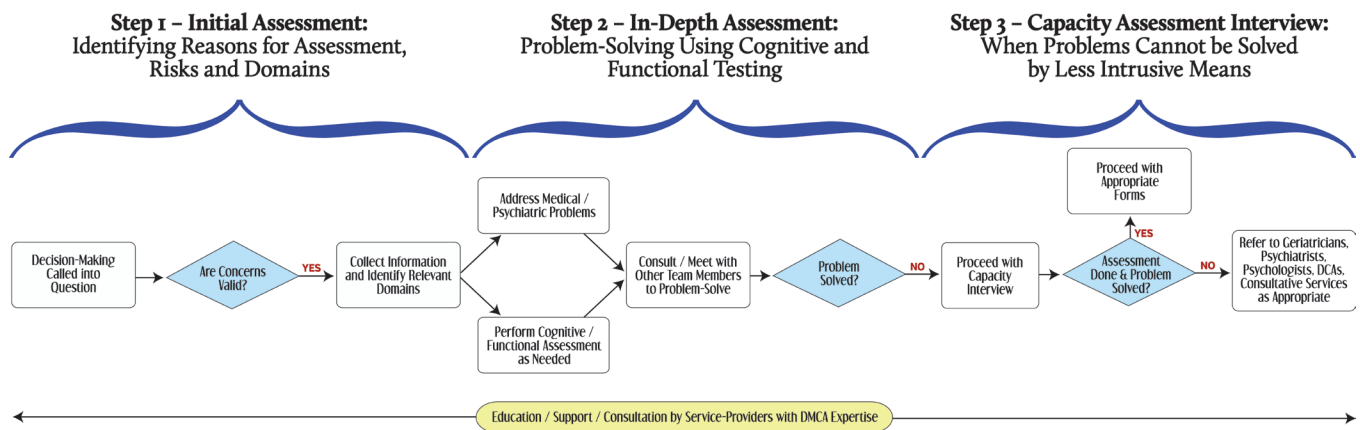 Step 1 – Initial Assessment:
Identifying Reasons for Assessment,
Risks and Domains
Step 2 – In-Depth Assessment:
Problem-Solving Using Cognitive and
Functional Testing
Step 3 – Capacity Assessment Interview:
When Problems Cannot be Solved
by Less Intrusive Means
Decision-Making
Called into
Question
Are Concerns
Valid?
YES
Collect Information
and Identify Relevant
Domains
Address Medical /
Psychiatric Problems
Perform Cognitive /
Functional Assessment
as Needed
Consult / Meet with
Other Team Members
to Problem-Solve
Problem
Solved?
NO
Proceed with
Capacity
Interview
Assessment
Done & Problem
Solved?
YES
Proceed with
Appropriate
Forms
NO
Refer to Geriatricians,
Psychiatrists,
Psychologists, DCAs,
Consultative Services
as Appropriate
Education / Support / Consultation by Service-Providers with DMCA Expertise